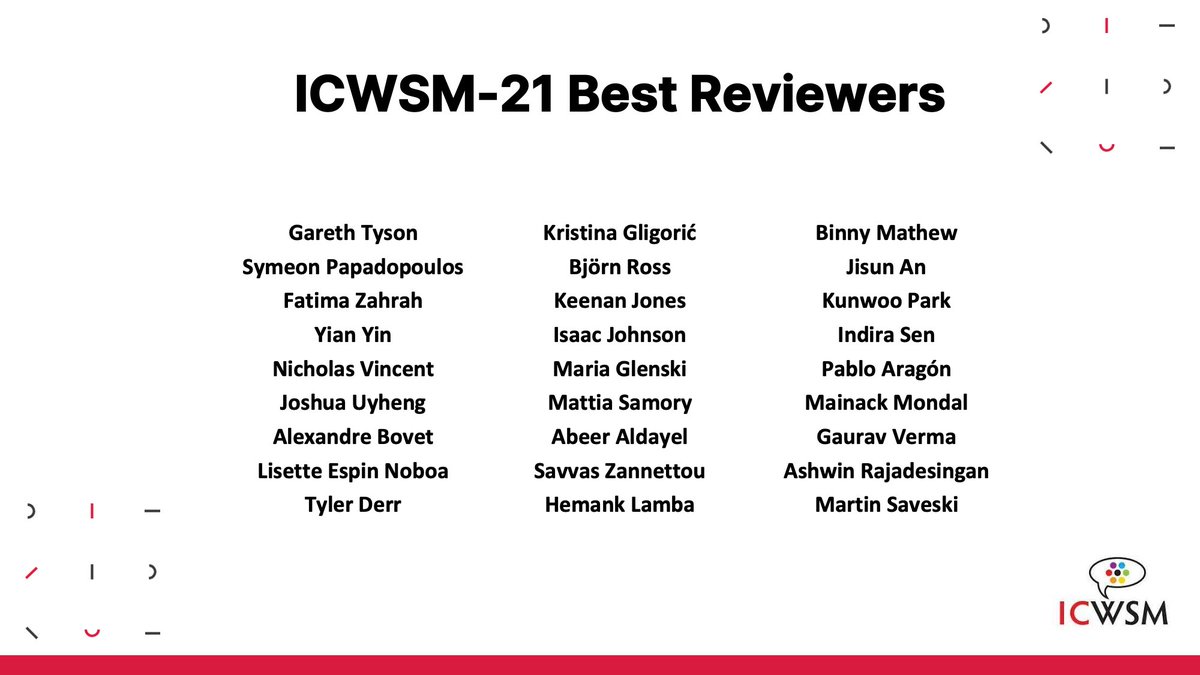 ICWSM-21 Best Reviewers
Gareth Tyson
Symeon Papadopoulos
Fatima Zahrah
Yian Yin
Nicholas Vincent
Joshua Uyheng
Alexandre Bovet
Lisette Espin Noboa
Tyler Derr
Kristina Gligorić
Björn Ross
Keenan Jones
Isaac Johnson
Maria Glenski
Mattia Samory
Abeer Aldayel
Savvas Zannettou
Hemank Lamba
Binny Mathew
Jisun An
Kunwoo Park
Indira Sen
Pablo Aragón
Mainack Mondal
Gaurav Verma
Ashwin Rajadesingan
Martin Saveski
ICWSM